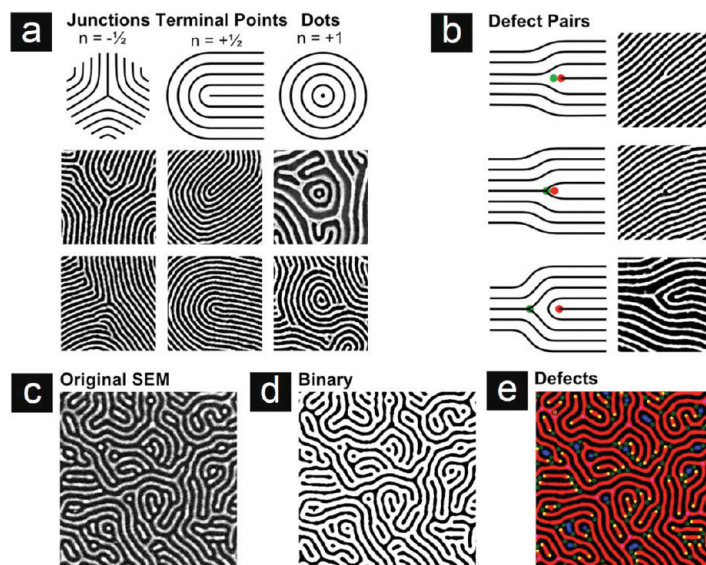 a
Junctions Terminal Points Dots
n = -½ n = +½ n = +1
b
Defect Pairs
c
Original SEM
d
Binary
e
Defects